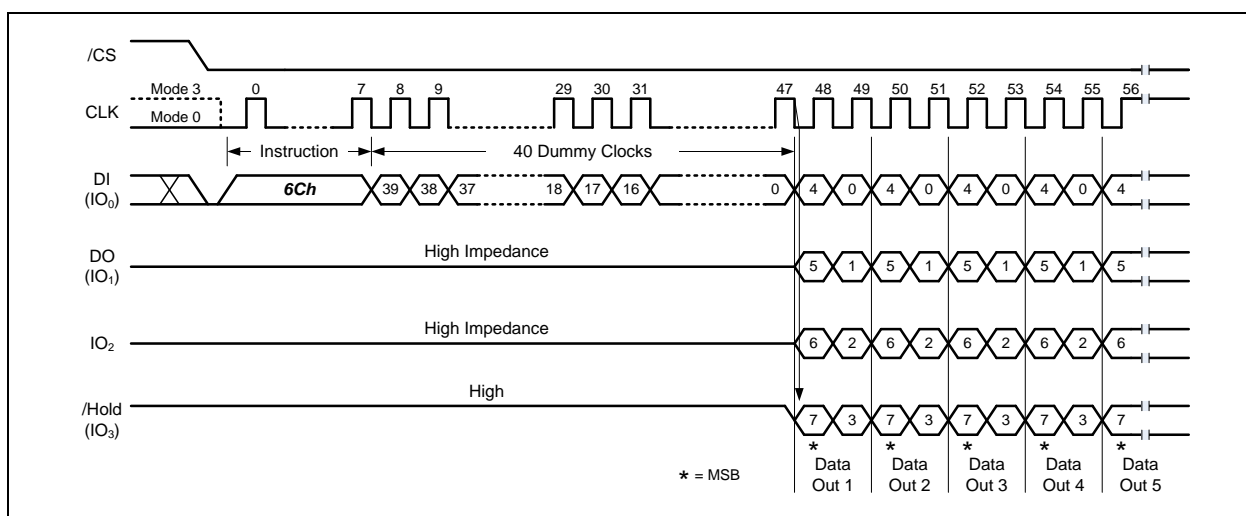 /CS
Mode 3
0 7 8 9 29 30 31 47 48 49 50 51 52 53 54 55 56
CLK
Mode 0
Instruction
40 Dummy Clocks
DI
(IO0)
6Ch
39 38 37 18 17 16 0 4 0 4 0 4 0 4 0 4
DO
(IO1)
High Impedance
5 1 5 1 5 1 5 1 5
IO2
High Impedance
6 2 6 2 6 2 6 2 6
/Hold
(IO3)
High
7 3 7 3 7 3 7 3 7
* * * * *
* = MSB
Data Data Data Data Data
Out 1 Out 2 Out 3 Out 4 Out 5